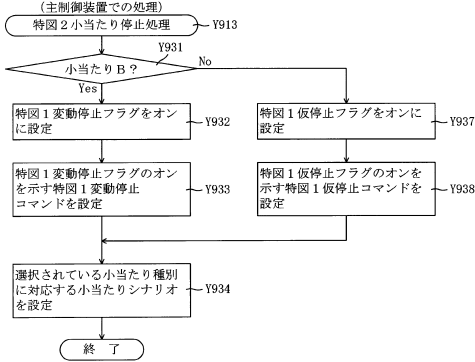 (主制御装置での処理)
特図２小当たり停止処理
Y913
小当たりＢ？
Y931
No
Yes
特図１変動停止フラグをオン
に設定
Y932
特図１仮停止フラグをオンに
設定
Y937
特図１変動停止フラグのオン
を示す特図１変動停止
コマンドを設定
Y933
特図１仮停止フラグのオンを
示す特図１仮停止コマンドを
設定
Y938
選択されている小当たり種別
に対応する小当たりシナリオ
を設定
Y934
終 了